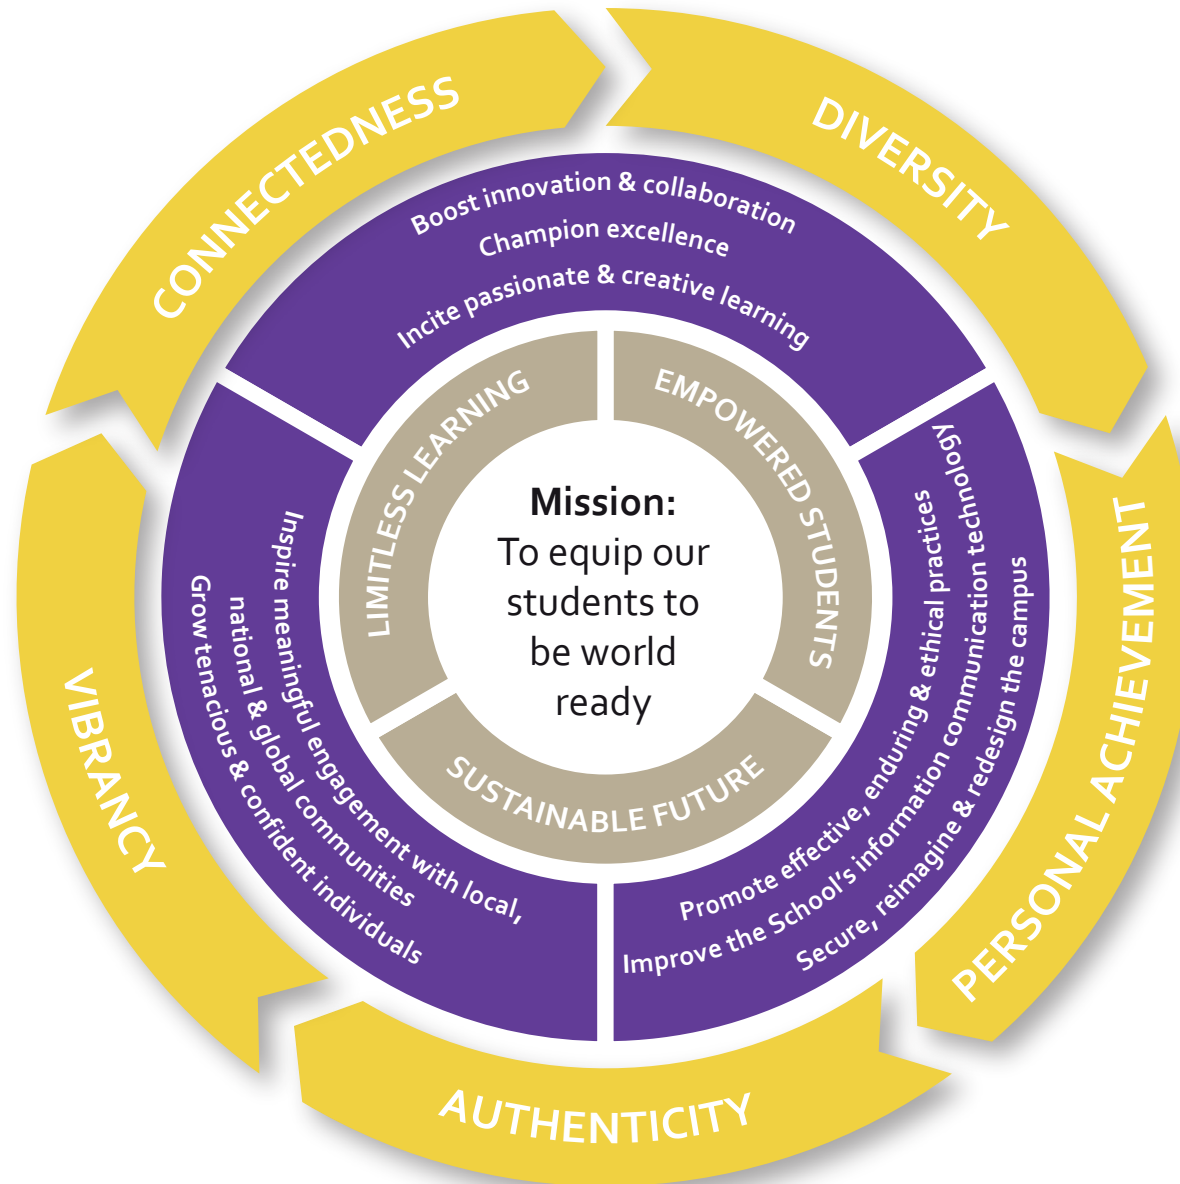 CONNECTEDNESS
DIVERSITY
PERSONAL ACHIEVEMENT
AUTHENTICITY
VIBRANCY
Boost innovation & collaboration
Champion excellence
Incite passionate & creative learning
Promote effective, enduring & ethical practices
Improve the School’s information communication technology
Secure, reimagine & redesign the campus
Inspire meaningful engagement with local,
national & global communities
Grow tenacious & confident individuals
LIMITLESS LEARNING
EMPOWERED STUDENTS
SUSTAINABLE FUTURE
Mission:
To equip our
students to
be world
ready